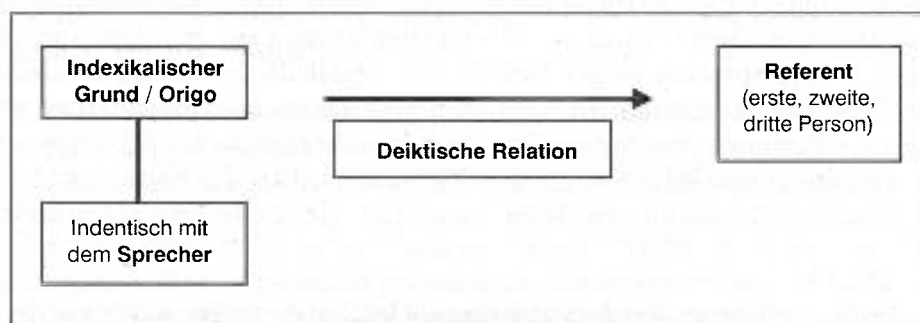 Indexikalischer
Grund / Origo
Referent
(erste, zweite,
dritte Person)
Deiktische Relation
Indentisch mit
dem Sprecher